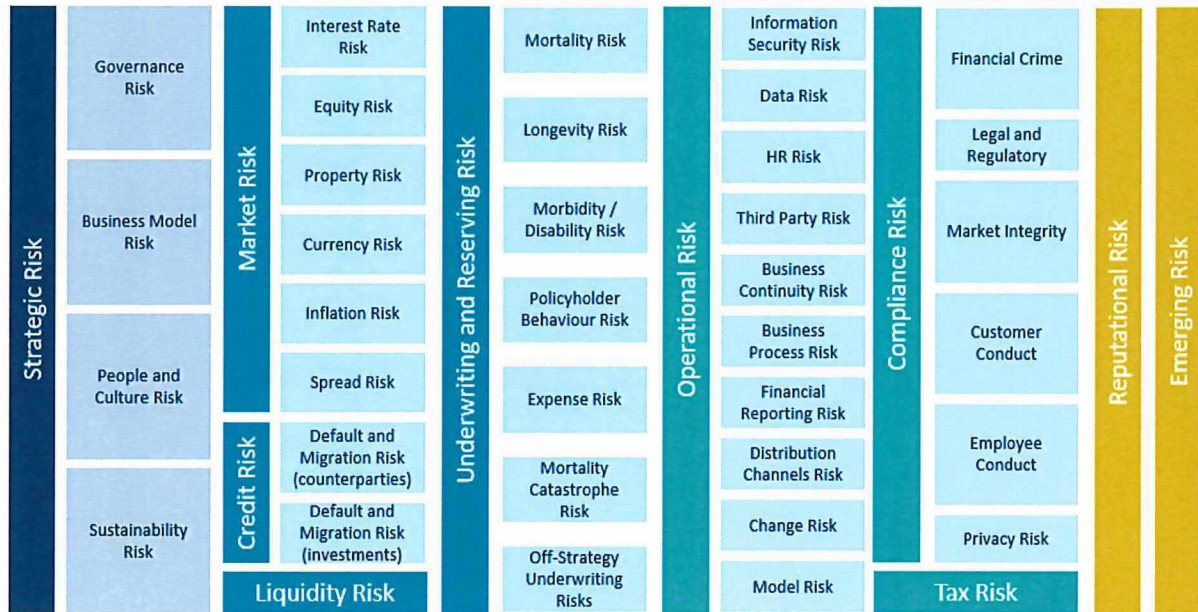 Strategic Risk
Governance
Risk
Business Model
Risk
People and
Culture Risk
Sustainability
Risk
Market Risk
Interest Rate
Risk
Equity Risk
Property Risk
Currency Risk
Inflation Risk
Spread Risk
Credit Risk
Default and
Migration Risk
(counterparties)
Default and
Migration Risk
(investments)
Liquidity Risk
Underwriting and Reserving Risk
Mortality Risk
Longevity Risk
Morbidity /
Disability Risk
Policyholder
Behaviour Risk
Expense Risk
Mortality
Catastrophe
Risk
Off-Strategy
Underwriting
Risks
Operational Risk
Information
Security Risk
Data Risk
HR Risk
Third Party Risk
Business
Continuity Risk
Business
Process Risk
Financial
Reporting Risk
Distribution
Channels Risk
Change Risk
Model Risk
Compliance Risk
Financial Crime
Legal and
Regulatory
Market Integrity
Customer
Conduct
Employee
Conduct
Privacy Risk
Tax Risk
Reputational Risk
Emerging Risk